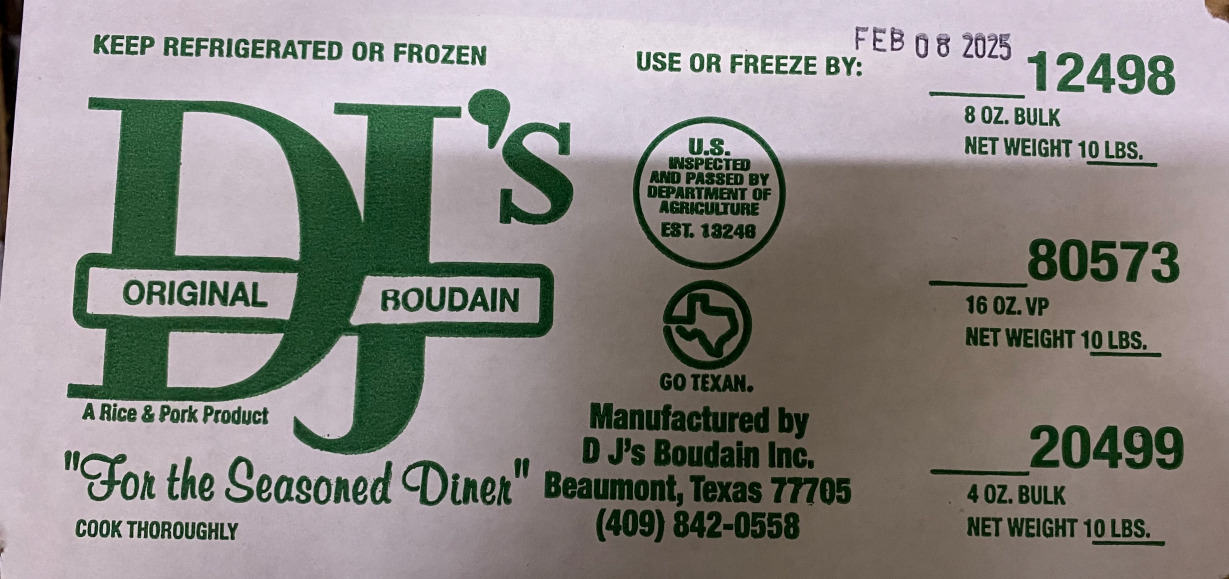 KEEP REFRIGERATED OR FROZEN
USE OR FREEZE BY: FEB 08 2025
DJ'S
ORIGINAL BOUDAIN
A Rice & Pork Product
"For the Seasoned Diner"
COOK THOROUGHLY
U.S.
INSPECTED
AND PASSED BY
DEPARTMENT OF
AGRICULTURE
EST. 13246
GO TEXAN.
Manufactured by
D J's Boudain Inc.
Beaumont, Texas 77705
(409) 842-0558
12498
8 OZ. BULK
NET WEIGHT 10 LBS.
80573
16 OZ. VP
NET WEIGHT 10 LBS.
20499
4 OZ. BULK
NET WEIGHT 10 LBS.